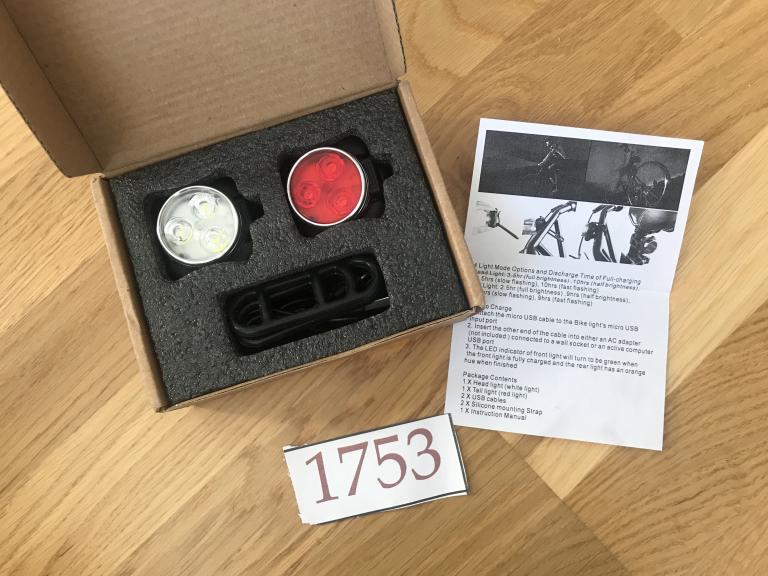 Light Mode Options and Discharge Time of Full-charging
Light: 3.5hr (full brightness), 10hrs (half brightness),
5hrs (slow flashing), 10hrs (fast flashing)
Light: 2.5hr (full brightness), 9hrs (half brightness),
(slow flashing), 9hrs (fast flashing)
Charge
the micro USB cable to the Bike light's micro USB
input port
2. Insert the other end of the cable into either an AC adapter
(not included) connected to a wall socket or an active computer
USB port
3. The LED indicator of front light will turn to be green when
the front light is fully charged and the rear light has an orange
hue when finished
Package Contents
1 X Head light (white light)
1 X Tail light (red light)
2 X USB cables
2 X Silicone mounting Strap
1 X Instruction Manual
1753